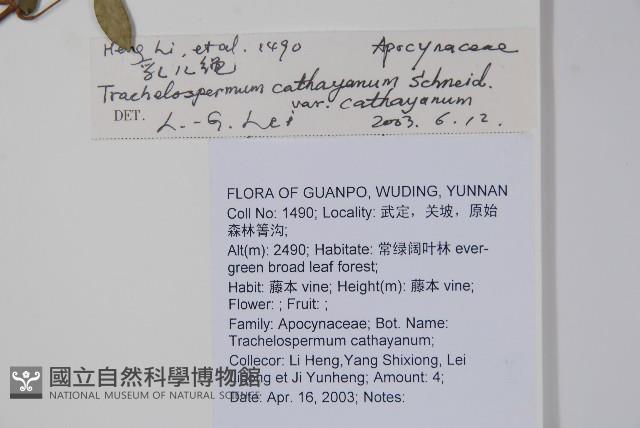 Heng Li, et al. 1490 Apocynaceae
乳儿绳
Trachelospermum cathayanum Schneid.
var. cathayanum
DET. L.-G. Lei 2003. 6. 12.
FLORA OF GUANPO, WUDING, YUNNAN
Coll No: 1490; Locality: 武定，关坡，原始
森林箐沟;
Alt(m): 2490; Habitate: 常绿阔叶林 ever-
green broad leaf forest;
Habit: 藤本 vine; Height(m): 藤本 vine;
Flower: ; Fruit: ;
Family: Apocynaceae; Bot. Name:
Trachelospermum cathayanum;
Collecor: Li Heng,Yang Shixiong, Lei
et Ji Yunheng; Amount: 4;
Date: Apr. 16, 2003; Notes:
國立自然科學博物館
NATIONAL MUSEUM OF NATURAL SCIENCE